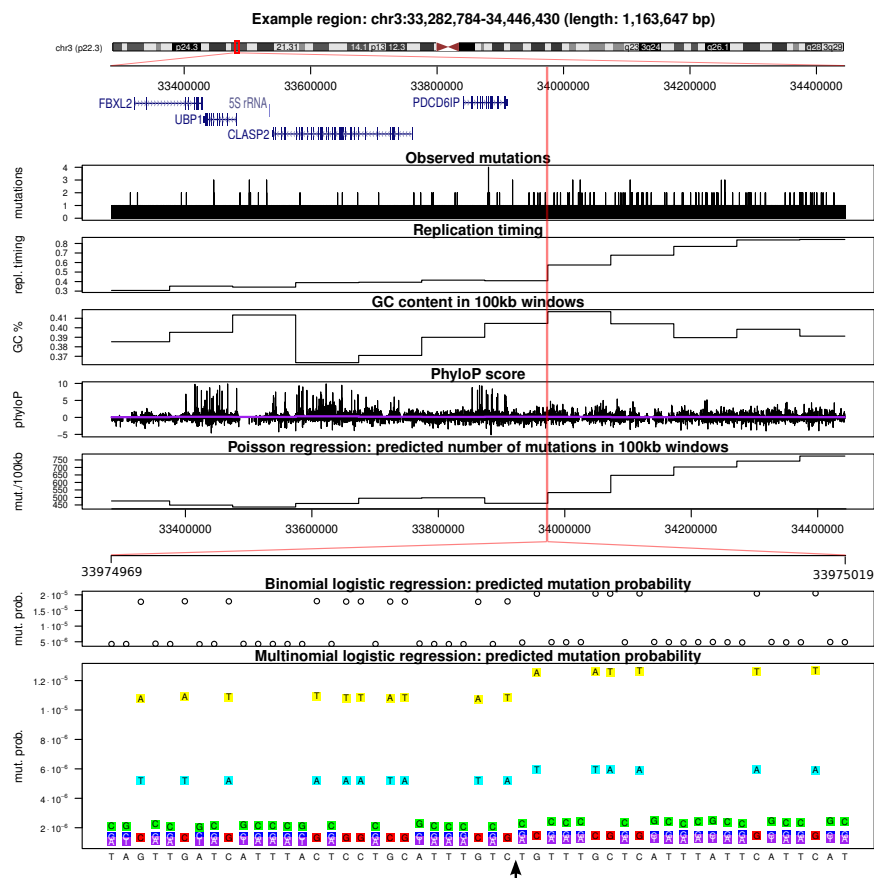 Example region: chr3:33,282,784-34,446,430 (length: 1,163,647 bp)
chr3 (p22.3) p24.3 21.31 14.1 p13 12.3 q23 3q24 q26.1 q28 3q29
33400000 33600000 33800000 34000000 34200000 34400000
FBXL2 5S rRNA PDCD6IP
UBP1
CLASP2
Observed mutations
mutations
4
3
2
1
0
Replication timing
repl. timing
0.8
0.7
0.6
0.5
0.4
0.3
GC content in 100kb windows
GC %
0.41
0.40
0.39
0.38
0.37
PhyloP score
phyloP
10
5
0
−5
Poisson regression: predicted number of mutations in 100kb windows
mut./100kb
750
700
650
600
550
500
450
33400000 33600000 33800000 34000000 34200000 34400000
33974969 33975019
Binomial logistic regression: predicted mutation probability
mut. prob.
2·10⁻⁵
1.5·10⁻⁵
1·10⁻⁵
5·10⁻⁶
Multinomial logistic regression: predicted mutation probability
mut. prob.
1.2·10⁻⁵
1·10⁻⁵
8·10⁻⁶
6·10⁻⁶
4·10⁻⁶
2·10⁻⁶
A A T T T T A T A T T A T T T T
T T A A A A T A T A T T A A A A
T A G T T G A T C A T T T A C T C C T G C A T T T G T C T G T T T G C T C A T T T A T T C A T T C A T